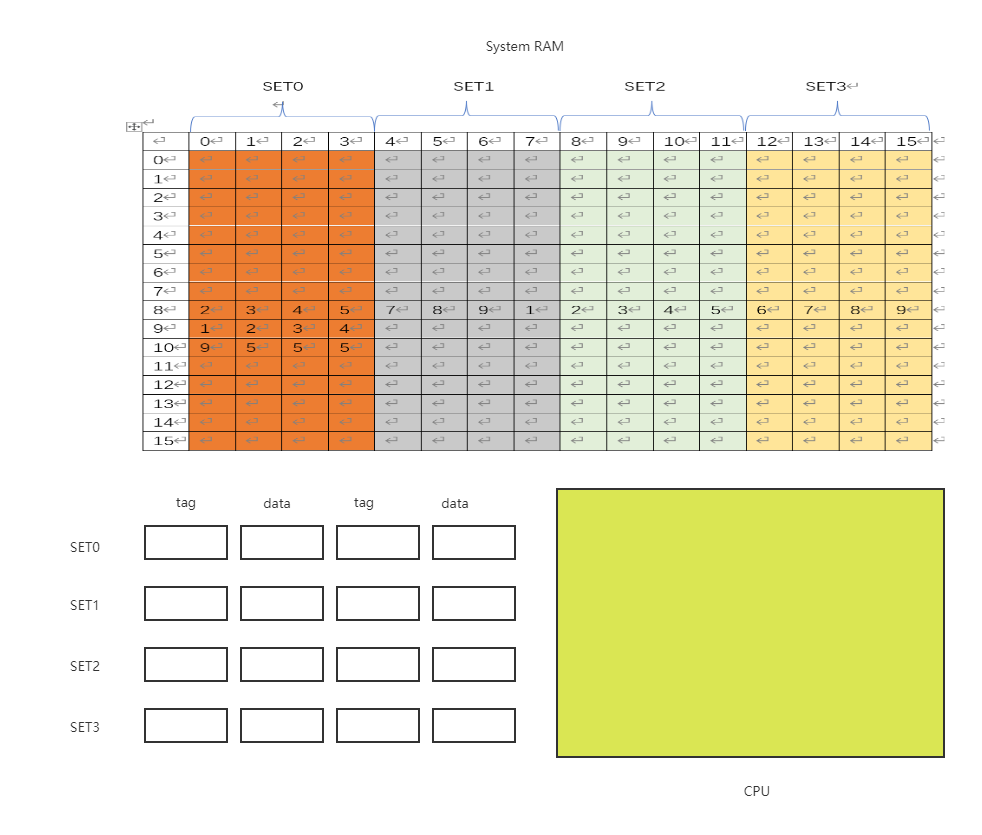 System RAM
SET0 SET1 SET2 SET3↵
↵
↵
↵ 0↵ 1↵ 2↵ 3↵ 4↵ 5↵ 6↵ 7↵ 8↵ 9↵ 10↵ 11↵ 12↵ 13↵ 14↵ 15↵ ↵
0↵ ↵ ↵ ↵ ↵ ↵ ↵ ↵ ↵ ↵ ↵ ↵ ↵ ↵ ↵ ↵ ↵ ↵
1↵ ↵ ↵ ↵ ↵ ↵ ↵ ↵ ↵ ↵ ↵ ↵ ↵ ↵ ↵ ↵ ↵ ↵
2↵ ↵ ↵ ↵ ↵ ↵ ↵ ↵ ↵ ↵ ↵ ↵ ↵ ↵ ↵ ↵ ↵ ↵
3↵ ↵ ↵ ↵ ↵ ↵ ↵ ↵ ↵ ↵ ↵ ↵ ↵ ↵ ↵ ↵ ↵ ↵
4↵ ↵ ↵ ↵ ↵ ↵ ↵ ↵ ↵ ↵ ↵ ↵ ↵ ↵ ↵ ↵ ↵ ↵
5↵ ↵ ↵ ↵ ↵ ↵ ↵ ↵ ↵ ↵ ↵ ↵ ↵ ↵ ↵ ↵ ↵ ↵
6↵ ↵ ↵ ↵ ↵ ↵ ↵ ↵ ↵ ↵ ↵ ↵ ↵ ↵ ↵ ↵ ↵ ↵
7↵ ↵ ↵ ↵ ↵ ↵ ↵ ↵ ↵ ↵ ↵ ↵ ↵ ↵ ↵ ↵ ↵ ↵
8↵ 2↵ 3↵ 4↵ 5↵ 7↵ 8↵ 9↵ 1↵ 2↵ 3↵ 4↵ 5↵ 6↵ 7↵ 8↵ 9↵ ↵
9↵ 1↵ 2↵ 3↵ 4↵ ↵ ↵ ↵ ↵ ↵ ↵ ↵ ↵ ↵ ↵ ↵ ↵ ↵
10↵ 9↵ 5↵ 5↵ 5↵ ↵ ↵ ↵ ↵ ↵ ↵ ↵ ↵ ↵ ↵ ↵ ↵ ↵
11↵ ↵ ↵ ↵ ↵ ↵ ↵ ↵ ↵ ↵ ↵ ↵ ↵ ↵ ↵ ↵ ↵ ↵
12↵ ↵ ↵ ↵ ↵ ↵ ↵ ↵ ↵ ↵ ↵ ↵ ↵ ↵ ↵ ↵ ↵ ↵
13↵ ↵ ↵ ↵ ↵ ↵ ↵ ↵ ↵ ↵ ↵ ↵ ↵ ↵ ↵ ↵ ↵ ↵
14↵ ↵ ↵ ↵ ↵ ↵ ↵ ↵ ↵ ↵ ↵ ↵ ↵ ↵ ↵ ↵ ↵ ↵
15↵ ↵ ↵ ↵ ↵ ↵ ↵ ↵ ↵ ↵ ↵ ↵ ↵ ↵ ↵ ↵ ↵ ↵
tag data tag data
SET0
SET1
SET2
SET3
CPU